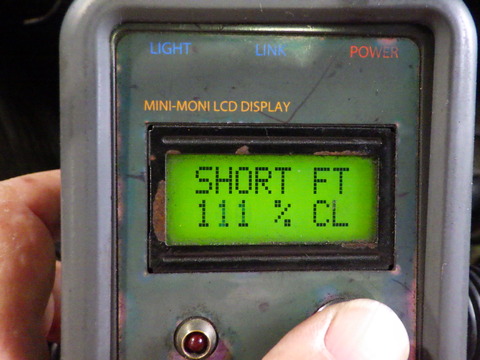 LIGHT LINK POWER
MINI-MONI LCD DISPLAY
SHORT FT
111 % CL